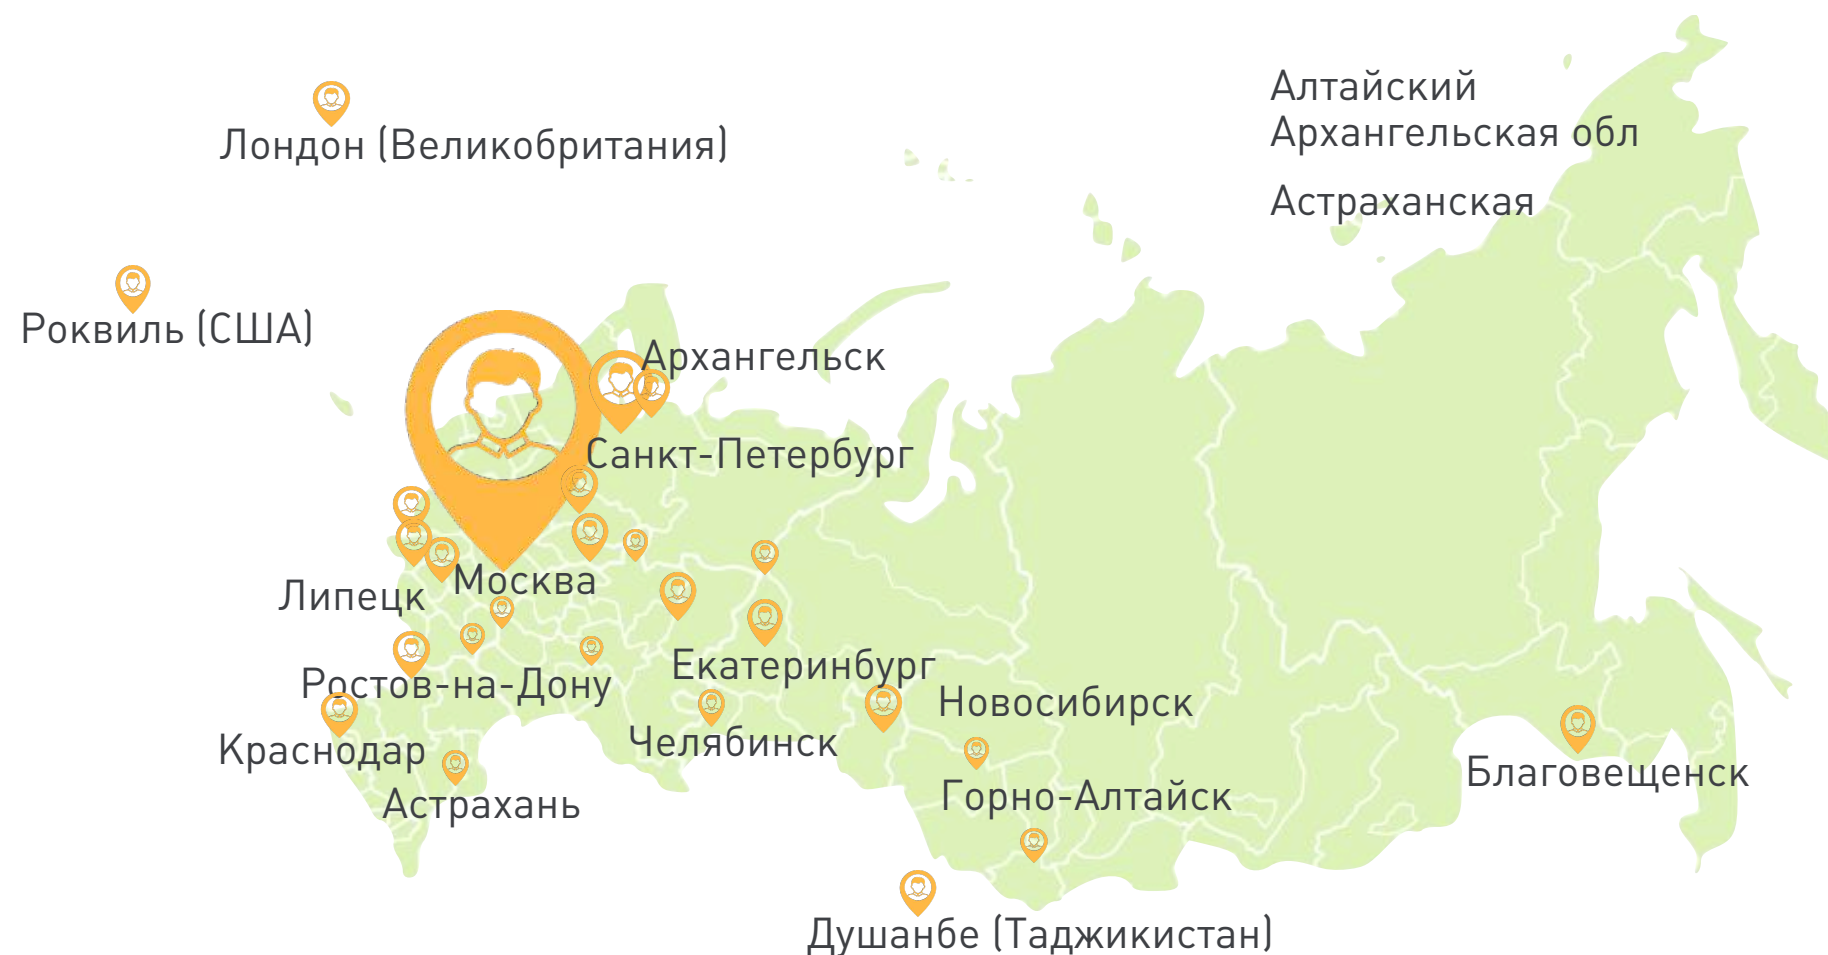 Алтайский
Архангельская обл
Лондон (Великобритания)
Астраханская
Роквиль (США)
Архангельск
Санкт-Петербург
Москва
Липецк
Екатеринбург
Ростов-на-Дону
Новосибирск
Челябинск
Краснодар
Благовещенск
Горно-Алтайск
Астрахань
Душанбе (Таджикистан)